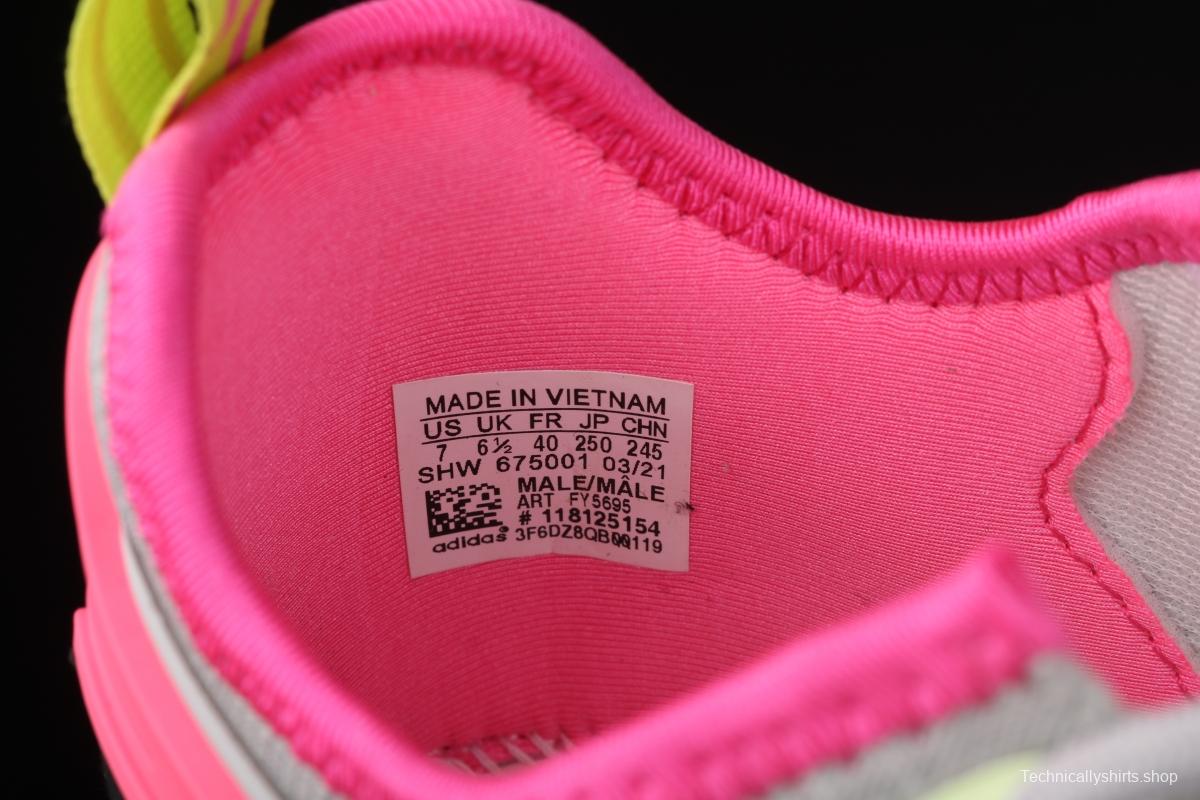 MADE IN VIETNAM
US UK FR JP CHN
7 6½ 40 250 245
SHW 675001 03/21
MALE/MÂLE
ART FY5695
# 118125154
adidas® 3F6DZ8QB00119
Technicallyshirts.shop